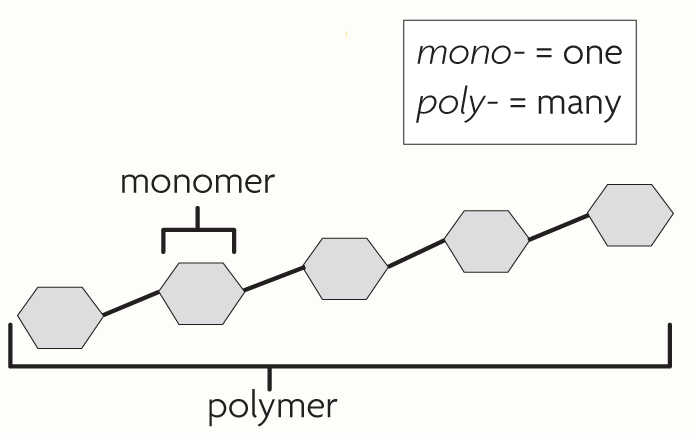 mono- = one
poly- = many
monomer
polymer